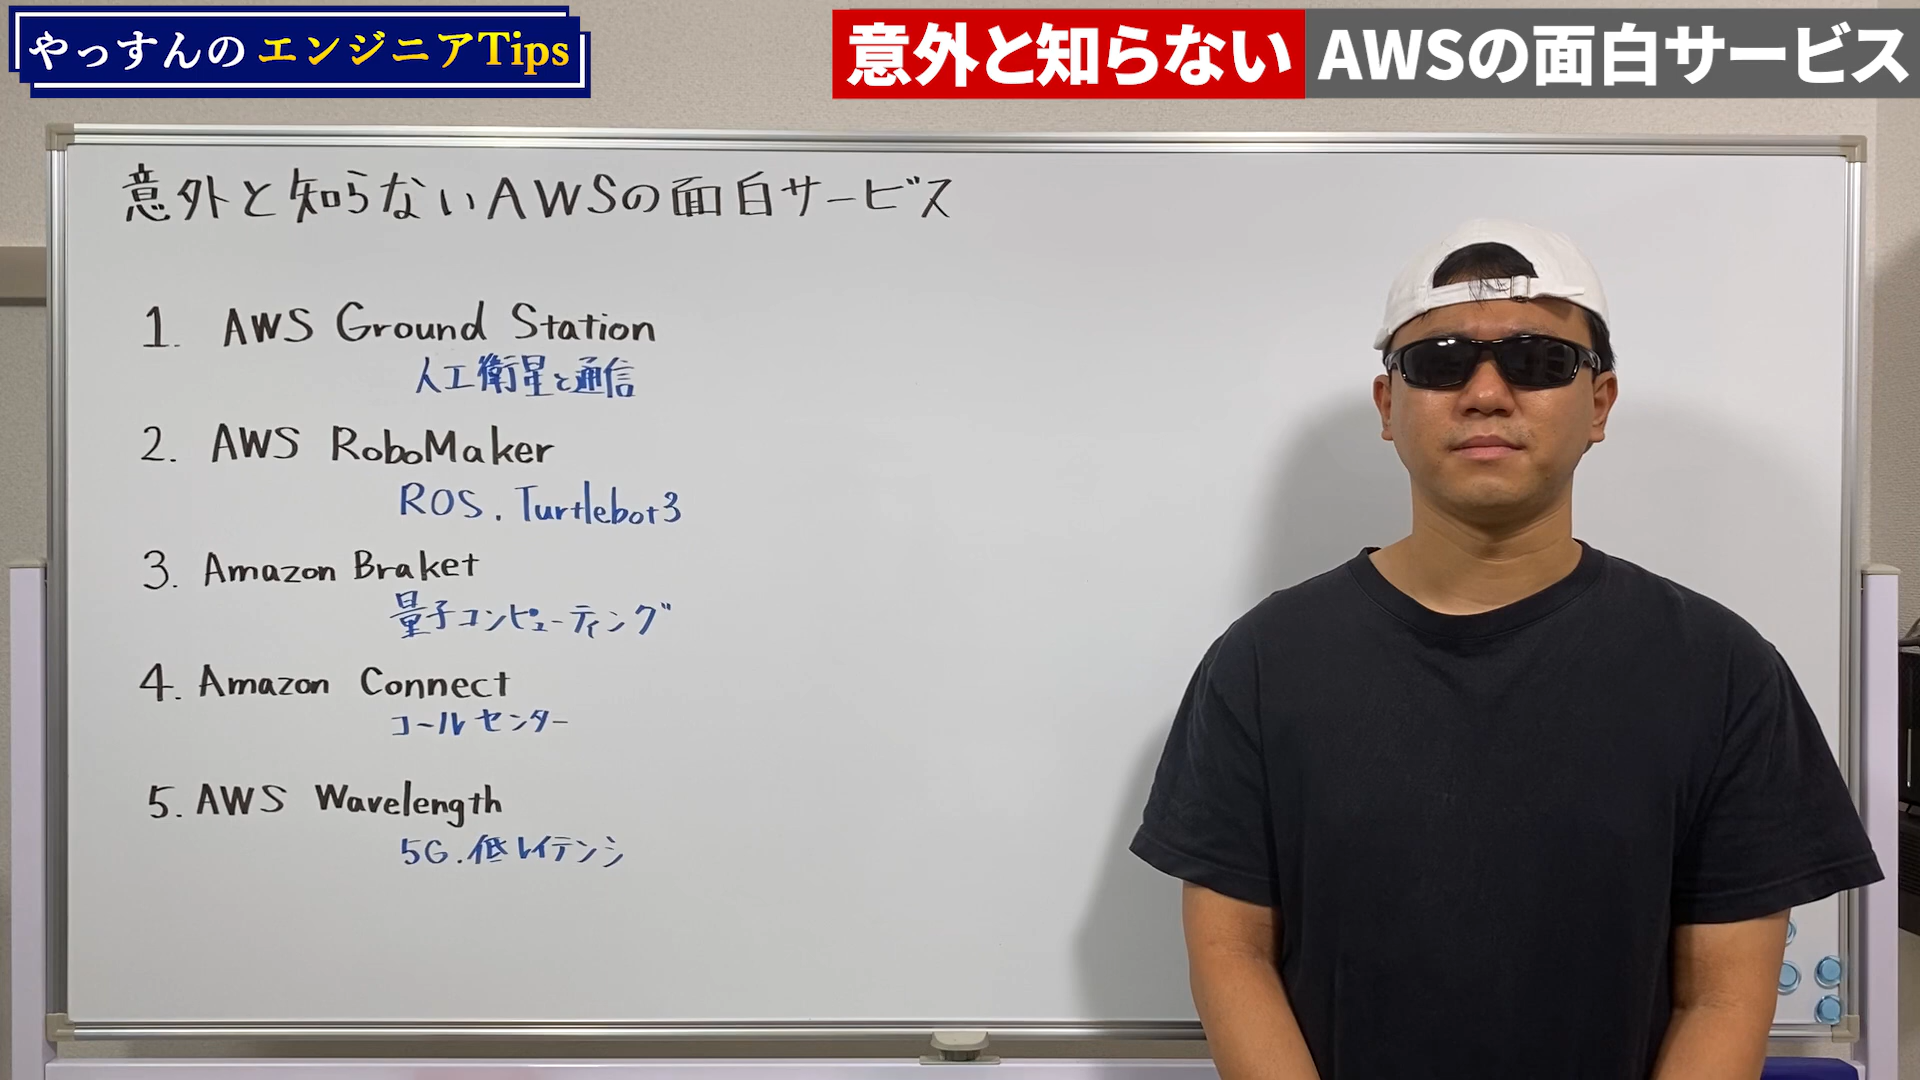 やっすんの エンジニアTips
意外と知らない AWSの面白サービス
意外と知らないAWSの面白サービス
1. AWS Ground Station
人工衛星と通信
2. AWS RoboMaker
ROS. Turtlebot3
3. Amazon Braket
量子コンピューティング
4. Amazon Connect
コールセンター
5. AWS Wavelength
5G.低レイテンシ